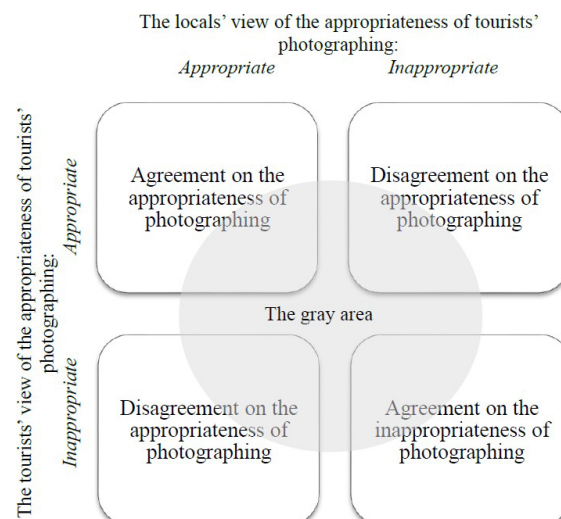 The locals' view of the appropriateness of tourists'
photographing:
Appropriate
Inappropriate
The tourists' view of the appropriateness of tourists'
photographing:
Appropriate
Inappropriate
Agreement on the
appropriateness of
photographing
Disagreement on the
appropriateness of
photographing
The gray area
Disagreement on the
appropriateness of
photographing
Agreement on the
inappropriateness of
photographing